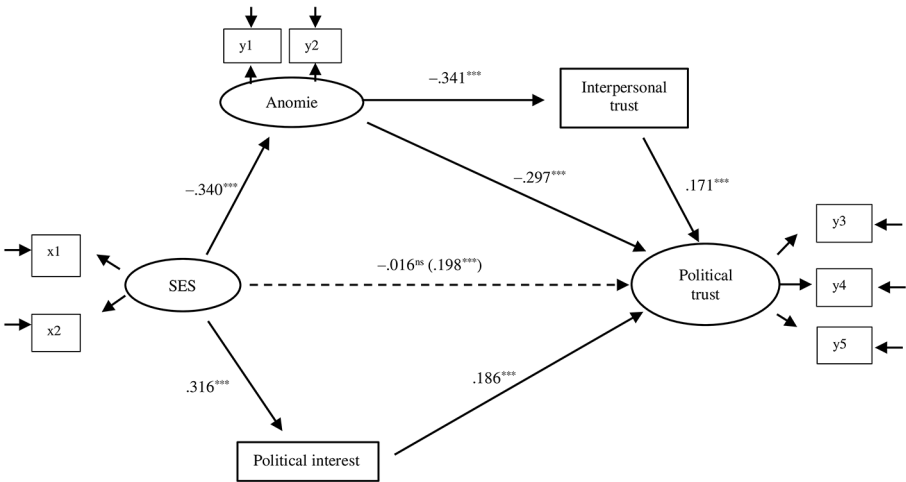 y1
y2
Anomie
–.341***
Interpersonal
trust
–.340***
–.297***
.171***
x1
x2
SES
–.016ns (.198***)
Political
trust
y3
y4
y5
.316***
.186***
Political interest